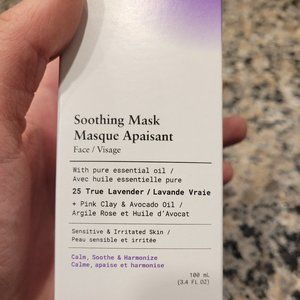 Soothing Mask
Masque Apaisant
Face / Visage
With pure essential oil /
Avec huile essentielle pure
25 True Lavender / Lavande Vraie
+ Pink Clay & Avocado Oil /
Argile Rose et Huile d'Avocat
Sensitive & Irritated Skin /
Peau sensible et irritée
Calm, Soothe & Harmonize
Calme, apaise et harmonise
100 mL
(3.4 FL OZ)